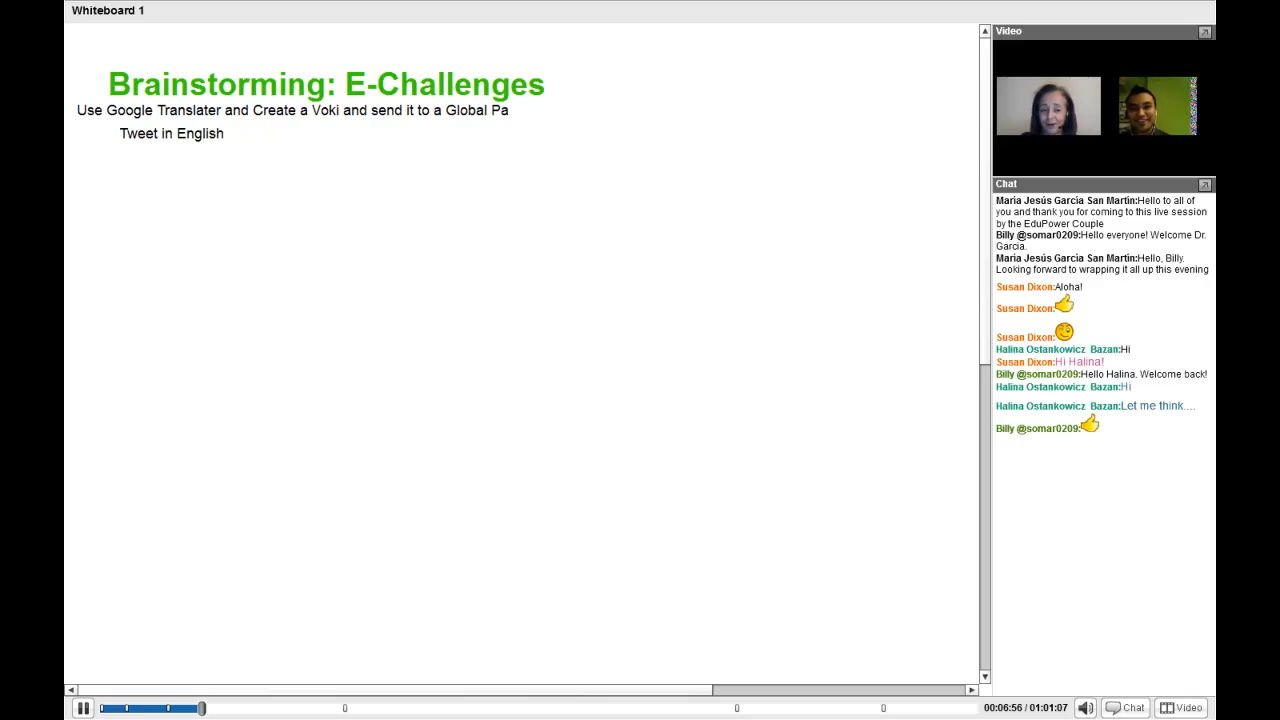 Whiteboard 1
Brainstorming: E-Challenges
Use Google Translater and Create a Voki and send it to a Global Pa
Tweet in English
Video
Chat
Maria Jesús García San Martín:Hello to all of
you and thank you for coming to this live session
by the EduPower Couple
Billy @somar0209:Hello everyone! Welcome Dr.
Garcia.
Maria Jesús García San Martín:Hello, Billy.
Looking forward to wrapping it all up this evening
Susan Dixon:Aloha!
Susan Dixon:
Susan Dixon:
Halina Ostankowicz Bazan:Hi
Susan Dixon:Hi Halina!
Billy @somar0209:Hello Halina. Welcome back!
Halina Ostankowicz Bazan:Hi
Halina Ostankowicz Bazan:Let me think....
Billy @somar0209:
00:06:56 / 01:01:07
Chat
Video